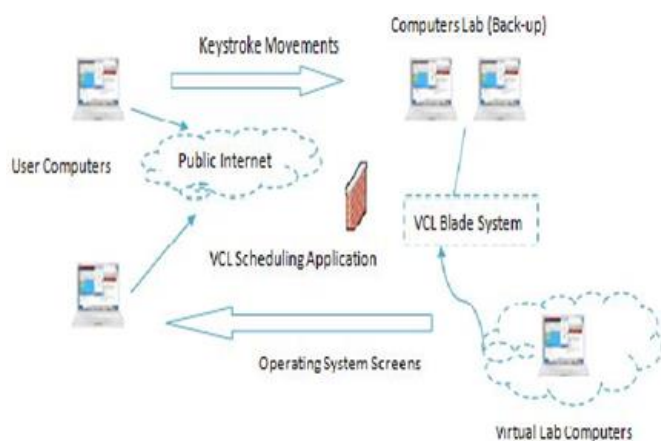 Computers Lab (Back-up)
Keystroke Movements
User Computers
Public Internet
VCL Blade System
VCL Scheduling Application
Operating System Screens
Virtual Lab Computers